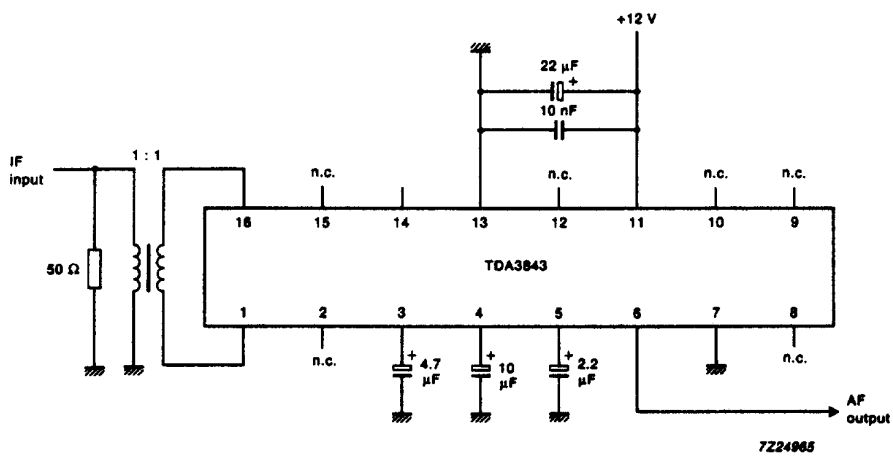 +12 V
22 μF
+
10 nF
IF
input
1 : 1
n.c.
n.c.
n.c.
n.c.
16 15 14 13 12 11 10 9
50 Ω
TDA3843
1 2 3 4 5 6 7 8
n.c.
+
4.7
μF
+
10
μF
+
2.2
μF
n.c.
AF
output
7Z24965